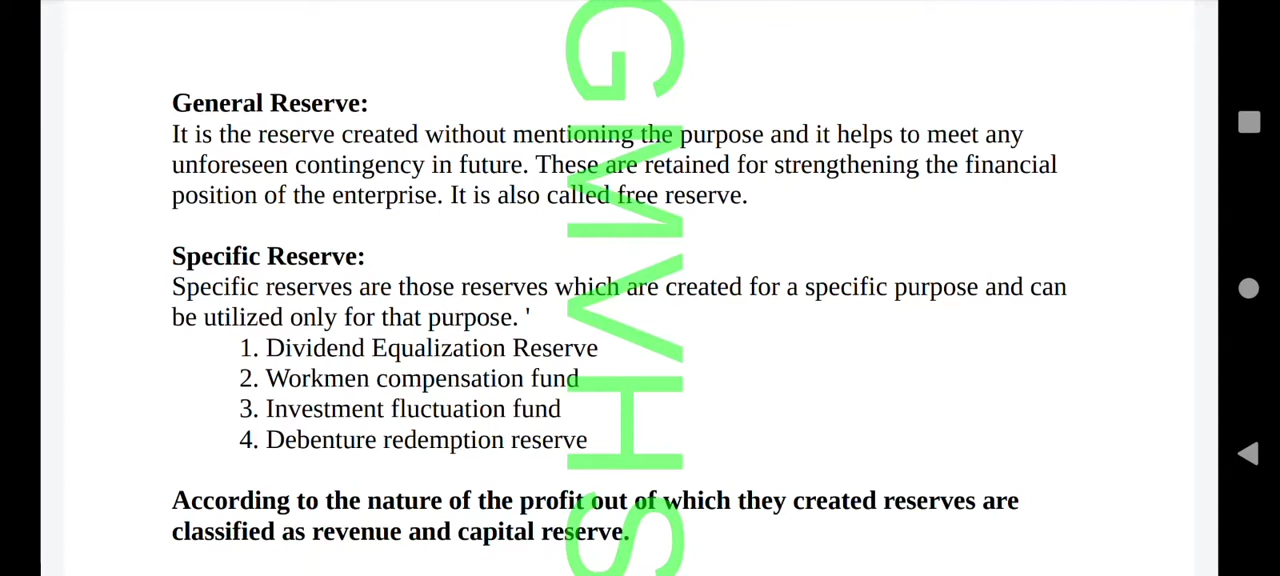 General Reserve:
It is the reserve created without mentioning the purpose and it helps to meet any
unforeseen contingency in future. These are retained for strengthening the financial
position of the enterprise. It is also called free reserve.
Specific Reserve:
Specific reserves are those reserves which are created for a specific purpose and can
be utilized only for that purpose. '
1. Dividend Equalization Reserve
2. Workmen compensation fund
3. Investment fluctuation fund
4. Debenture redemption reserve
According to the nature of the profit out of which they created reserves are
classified as revenue and capital reserve.
GMVHS